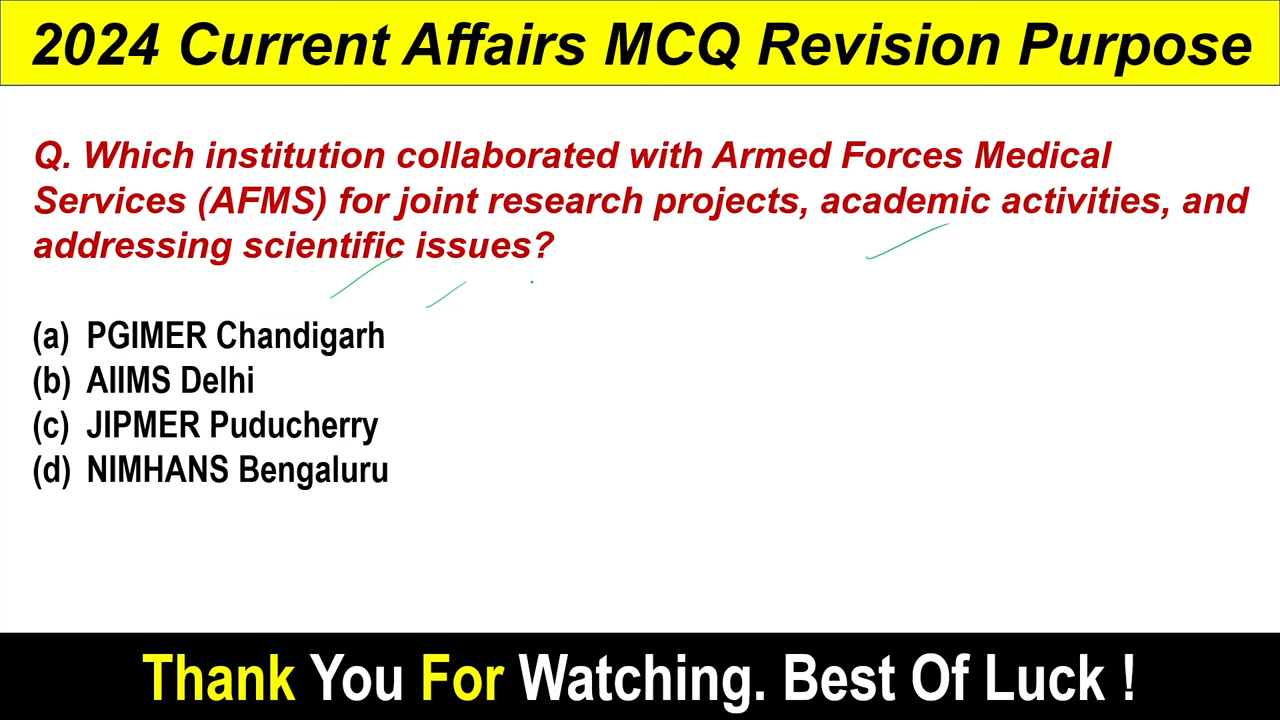 2024 Current Affairs MCQ Revision Purpose
Q. Which institution collaborated with Armed Forces Medical
Services (AFMS) for joint research projects, academic activities, and
addressing scientific issues?
(a) PGIMER Chandigarh
(b) AIIMS Delhi
(c) JIPMER Puducherry
(d) NIMHANS Bengaluru
Thank You For Watching. Best Of Luck !